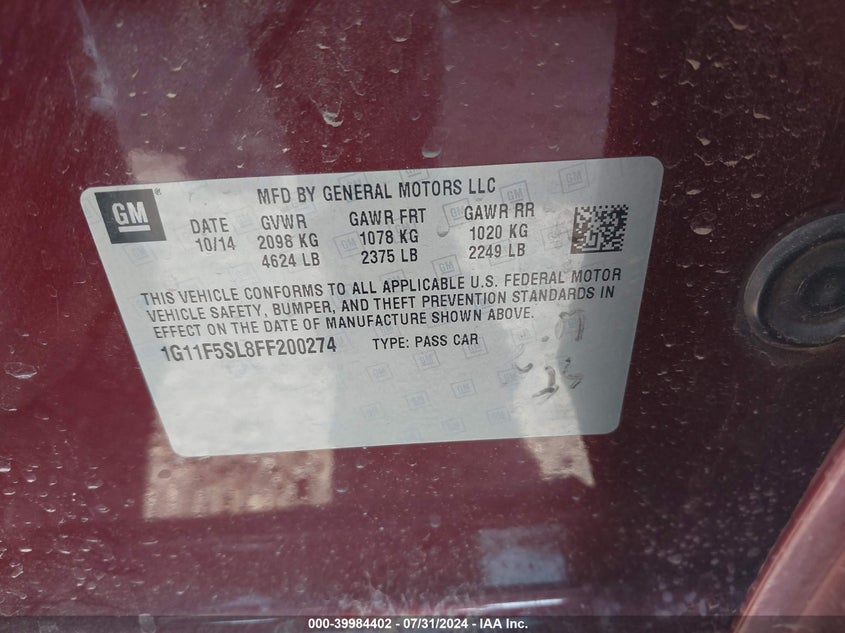 GM
MFD BY GENERAL MOTORS LLC
DATE GVWR GAWR FRT GAWR RR
10/14 2098 KG 1078 KG 1020 KG
4624 LB 2375 LB 2249 LB
THIS VEHICLE CONFORMS TO ALL APPLICABLE U.S. FEDERAL MOTOR
VEHICLE SAFETY, BUMPER, AND THEFT PREVENTION STANDARDS IN
EFFECT ON THE DATE OF MANUFACTURE SHOWN ABOVE.
1G11F5SL8FF200274 TYPE: PASS CAR
000-39984402 - 07/31/2024 - IAA Inc.